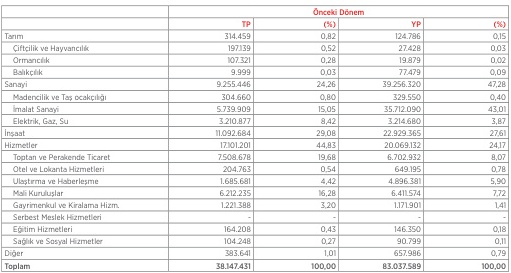 Önceki Dönem
TP (%) YP (%)
Tarım 314.459 0,82 124.786 0,15
Çiftçilik ve Hayvancılık 197.139 0,52 27.428 0,03
Ormancılık 107.321 0,28 19.879 0,02
Balıkçılık 9.999 0,03 77.479 0,09
Sanayi 9.255.446 24,26 39.256.320 47,28
Madencilik ve Taş ocakçılığı 304.660 0,80 329.550 0,40
İmalat Sanayi 5.739.909 15,05 35.712.090 43,01
Elektrik, Gaz, Su 3.210.877 8,42 3.214.680 3,87
İnşaat 11.092.684 29,08 22.929.365 27,61
Hizmetler 17.101.201 44,83 20.069.132 24,17
Toptan ve Perakende Ticaret 7.508.678 19,68 6.702.932 8,07
Otel ve Lokanta Hizmetleri 204.763 0,54 649.195 0,78
Ulaştırma ve Haberleşme 1.685.681 4,42 4.896.381 5,90
Mali Kuruluşlar 6.212.235 16,28 6.411.574 7,72
Gayrimenkul ve Kiralama Hizm. 1.221.388 3,20 1.171.901 1,41
Serbest Meslek Hizmetleri - - - -
Eğitim Hizmetleri 164.208 0,43 146.350 0,18
Sağlık ve Sosyal Hizmetler 104.248 0,27 90.799 0,11
Diğer 383.641 1,01 657.986 0,79
Toplam 38.147.431 100,00 83.037.589 100,00